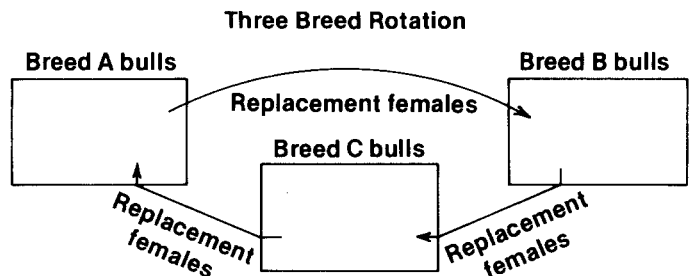 Three Breed Rotation
Breed A bulls
Breed B bulls
Replacement females
Breed C bulls
Replacement
females
Replacement
females